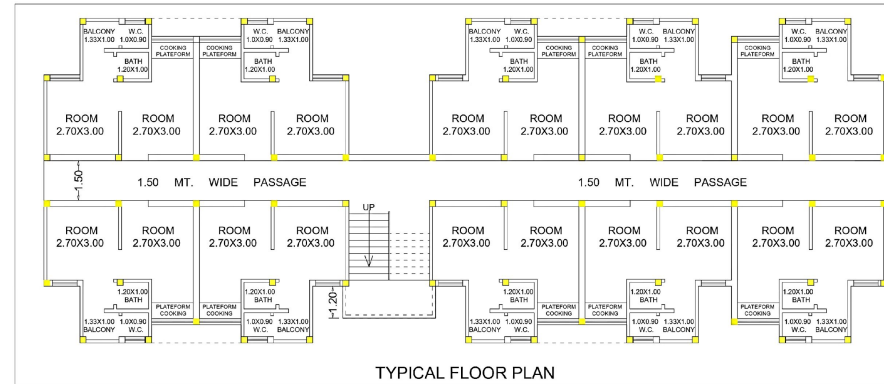 BALCONY W.C. W.C. BALCONY BALCONY W.C. W.C. BALCONY W.C. BALCONY
1.33X1.00 1.0X0.90 1.0X0.90 1.33X1.00 1.33X1.00 1.0X0.90 1.0X0.90 1.33X1.00 1.0X0.90 1.33X1.00
COOKING COOKING COOKING COOKING COOKING
PLATEFORM PLATEFORM PLATEFORM PLATEFORM PLATEFORM
BATH BATH BATH BATH BATH
1.20X1.00 1.20X1.00 1.20X1.00 1.20X1.00 1.20X1.00
ROOM ROOM ROOM ROOM ROOM ROOM ROOM ROOM ROOM ROOM
2.70X3.00 2.70X3.00 2.70X3.00 2.70X3.00 2.70X3.00 2.70X3.00 2.70X3.00 2.70X3.00 2.70X3.00 2.70X3.00
1.50
1.50 MT. WIDE PASSAGE 1.50 MT. WIDE PASSAGE
UP
ROOM ROOM ROOM ROOM ROOM ROOM ROOM ROOM ROOM ROOM
2.70X3.00 2.70X3.00 2.70X3.00 2.70X3.00 2.70X3.00 2.70X3.00 2.70X3.00 2.70X3.00 2.70X3.00 2.70X3.00
1.20
1.20X1.00 1.20X1.00 1.20X1.00 1.20X1.00 1.20X1.00
BATH BATH BATH BATH BATH
PLATEFORM PLATEFORM PLATEFORM PLATEFORM PLATEFORM
COOKING COOKING COOKING COOKING COOKING
1.33X1.00 1.0X0.90 .0X0.90 1.33X1.00 1.33X1.00 1.0X0.90 1.0X0.90 1.33X1.00 1.0X0.90 1.33X1.00
BALCONY W.C. W.C. BALCONY BALCONY W.C. W.C. BALCONY W.C. BALCONY
TYPICAL FLOOR PLAN